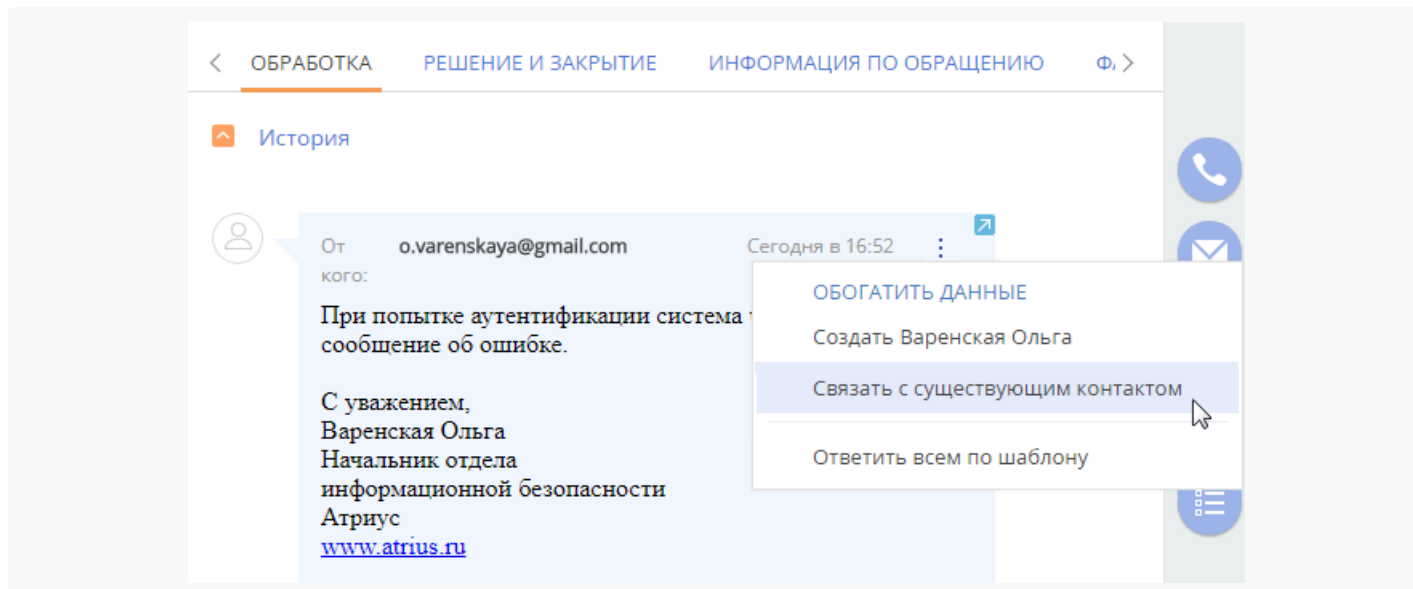 ОБРАБОТКА РЕШЕНИЕ И ЗАКРЫТИЕ ИНФОРМАЦИЯ ПО ОБРАЩЕНИЮ
История
От кого: o.varenskaya@gmail.com Сегодня в 16:52
При попытке аутентификации система
сообщение об ошибке.
С уважением,
Варенская Ольга
Начальник отдела
информационной безопасности
Атриус
www.atrius.ru
ОБОГАТИТЬ ДАННЫЕ
Создать Варенская Ольга
Связать с существующим контактом
Ответить всем по шаблону